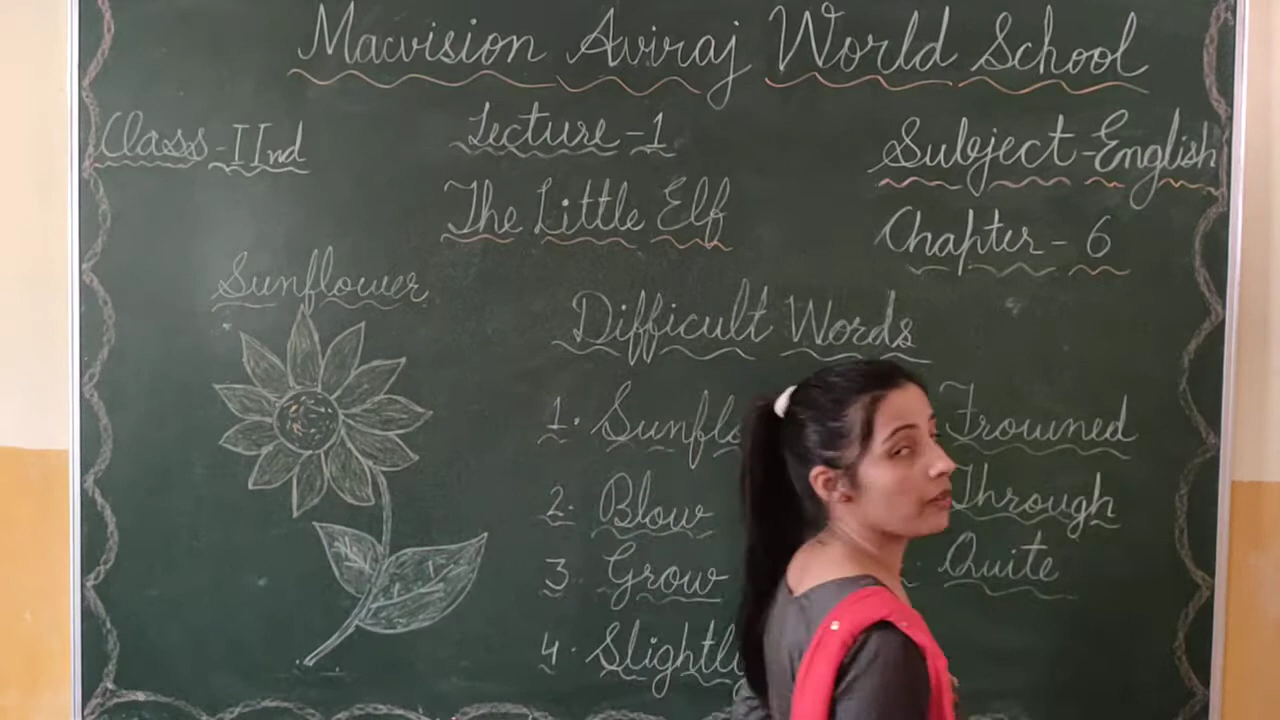 Macvision Aviraj World School
Class-IInd
Lecture-1
Subject-English
The Little Elf
Chapter-6
Sunflower
Difficult Words
1. Sunflo
Frowned
2. Blow
Through
3. Grow
Quite
4. Slightly